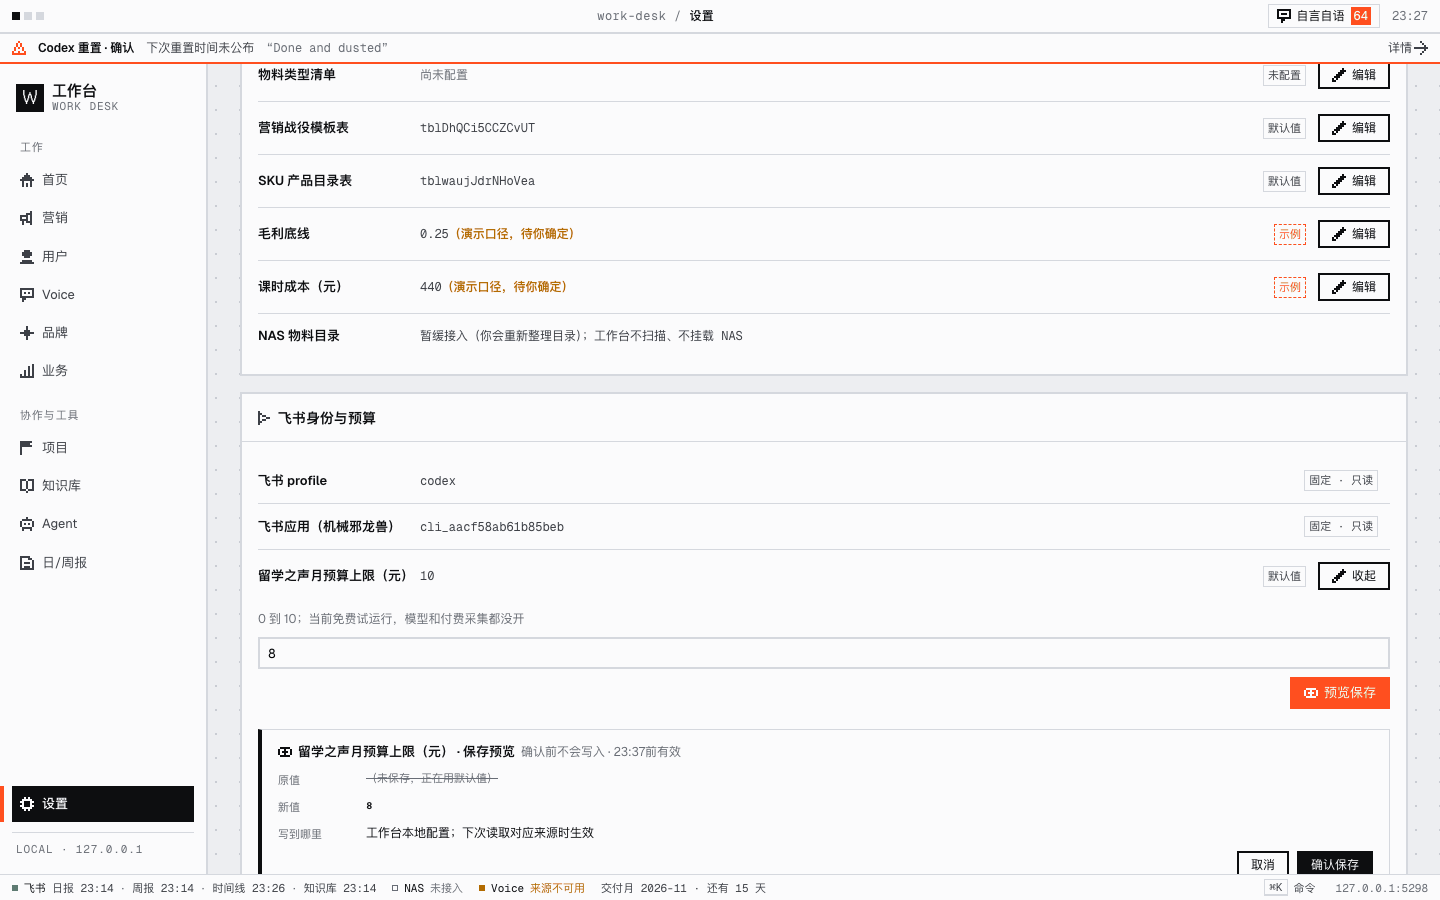 work-desk / 设置
自言自语 64
23:27
Codex 重置 · 确认 下次重置时间未公布 “Done and dusted”
详情
W 工作台
WORK DESK
工作
首页
营销
用户
Voice
品牌
业务
协作与工具
项目
知识库
Agent
日/周报
设置
LOCAL · 127.0.0.1
物料类型清单 尚未配置 未配置 编辑
营销战役模板表 tblDhQCi5CCZCvUT 默认值 编辑
SKU 产品目录表 tblwaujJdrNHoVea 默认值 编辑
毛利底线 0.25 (演示口径，待你确定) 示例 编辑
课时成本（元） 440 (演示口径，待你确定) 示例 编辑
NAS 物料目录 暂缓接入（你会重新整理目录）；工作台不扫描、不挂载 NAS
飞书身份与预算
飞书 profile codex 固定 · 只读
飞书应用（机械邪龙兽） cli_aacf58ab61b85beb 固定 · 只读
留学之声月预算上限（元） 10 默认值 收起
0 到 10；当前免费试运行，模型和付费采集都没开
8
预览保存
留学之声月预算上限（元） · 保存预览 确认前不会写入 · 23:37前有效
原值 （未保存，正在用默认值）
新值 8
写到哪里 工作台本地配置；下次读取对应来源时生效
取消 确认保存
飞书 日报 23:14 · 周报 23:14 · 时间线 23:26 · 知识库 23:14 NAS 未接入 Voice 来源不可用 交付月 2026-11 · 还有 15 天
⌘K 命令 127.0.0.1:5298